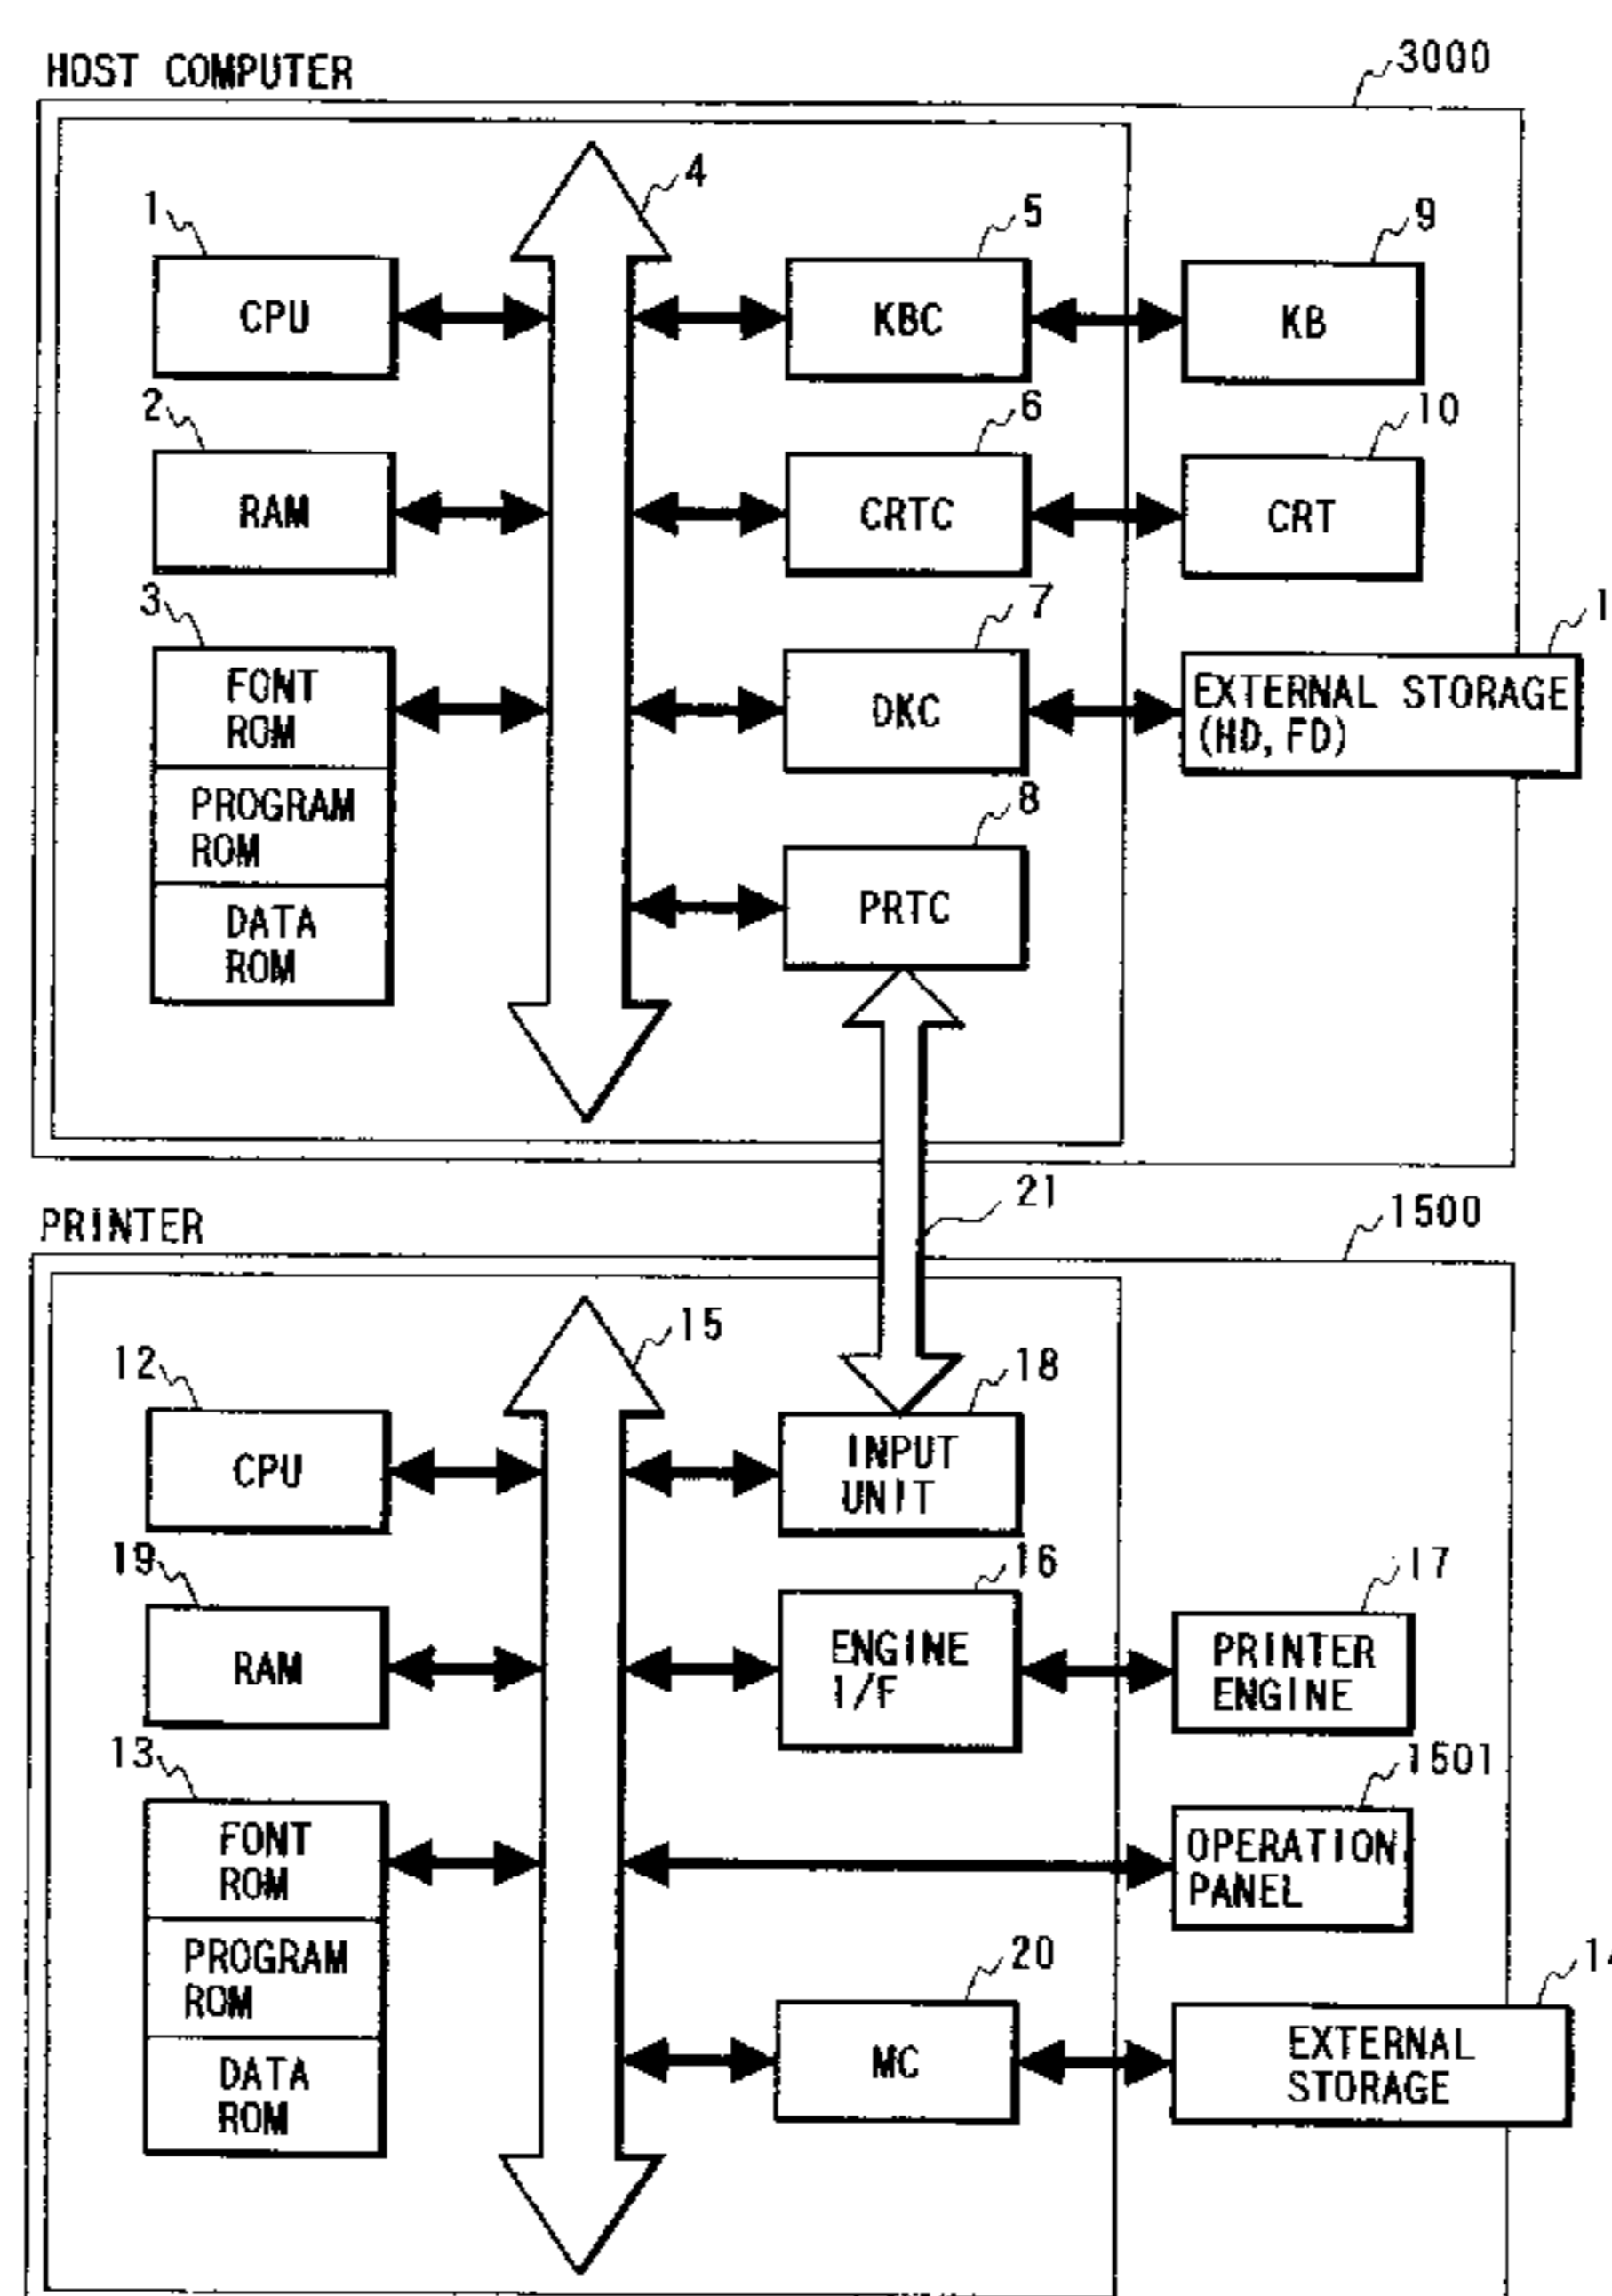 HOST COMPUTER
3000
4
1
5
9
CPU
KBC
KB
2
6
10
RAM
CRTC
CRT
3
7
FONT
ROM
DKC
EXTERNAL STORAGE
(HD, FD)
PROGRAM
ROM
8
DATA
ROM
PRTC
21
PRINTER
1500
15
12
18
CPU
INPUT
UNIT
19
16
17
RAM
ENGINE
I/F
PRINTER
ENGINE
13
1501
FONT
ROM
OPERATION
PANEL
PROGRAM
ROM
20
DATA
ROM
MC
EXTERNAL
STORAGE